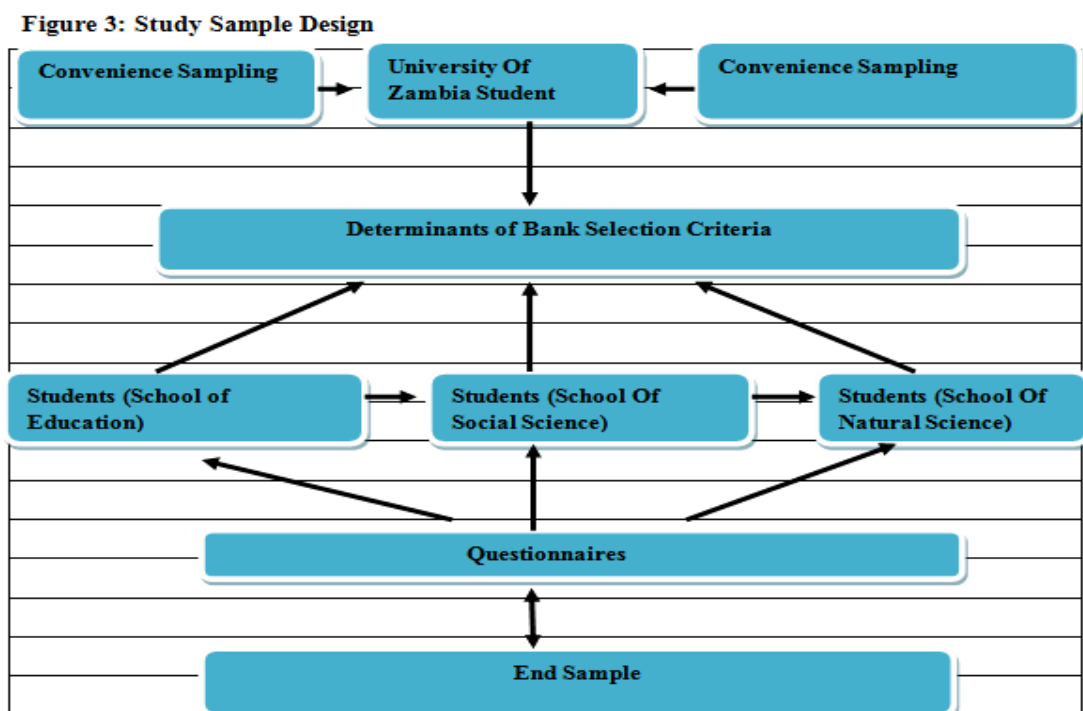 Figure 3: Study Sample Design
Convenience Sampling
University Of
Zambia Student
Convenience Sampling
Determinants of Bank Selection Criteria
Students (School of
Education)
Students (School Of
Social Science)
Students (School Of
Natural Science)
Questionnaires
End Sample